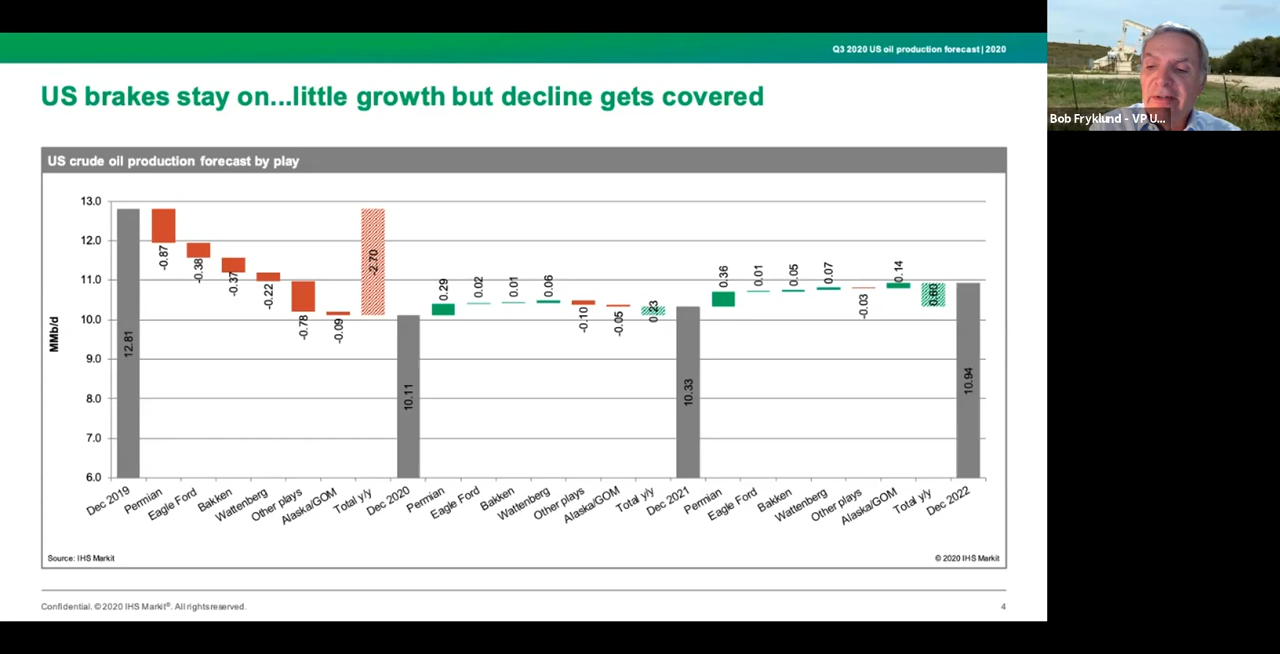 Q3 2020 US oil production forecast | 2020
Bob Fryklund - VP U...
US brakes stay on...little growth but decline gets covered
US crude oil production forecast by play
MMb/d
13.0
12.0
11.0
10.0
9.0
8.0
7.0
6.0
12.81
-0.87
-0.38
-0.37
-0.22
-0.78
-0.09
-2.70
10.11
0.29
0.02
0.01
0.06
-0.10
-0.05
0.23
10.33
0.36
0.01
0.05
0.07
-0.03
0.14
0.60
10.94
Dec 2019
Permian
Eagle Ford
Bakken
Wattenberg
Other plays
Alaska/GOM
Total y/y
Dec 2020
Permian
Eagle Ford
Bakken
Wattenberg
Other plays
Alaska/GOM
Total y/y
Dec 2021
Permian
Eagle Ford
Bakken
Wattenberg
Other plays
Alaska/GOM
Total y/y
Dec 2022
Source: IHS Markit
© 2020 IHS Markit
Confidential. © 2020 IHS Markit®. All rights reserved.
4